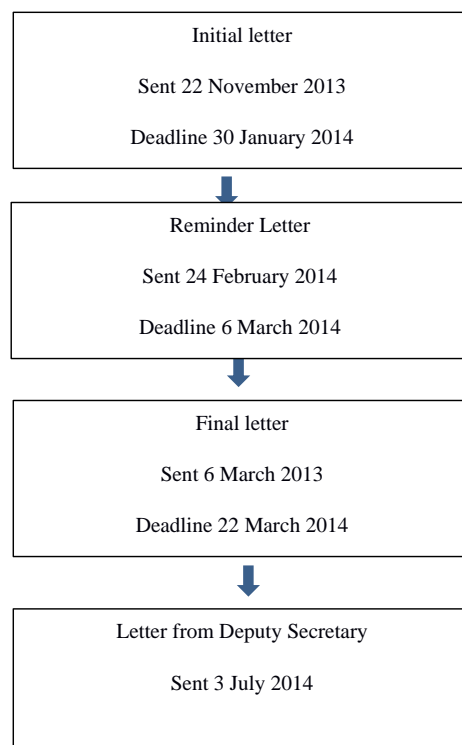 Initial letter
Sent 22 November 2013
Deadline 30 January 2014
Reminder Letter
Sent 24 February 2014
Deadline 6 March 2014
Final letter
Sent 6 March 2013
Deadline 22 March 2014
Letter from Deputy Secretary
Sent 3 July 2014